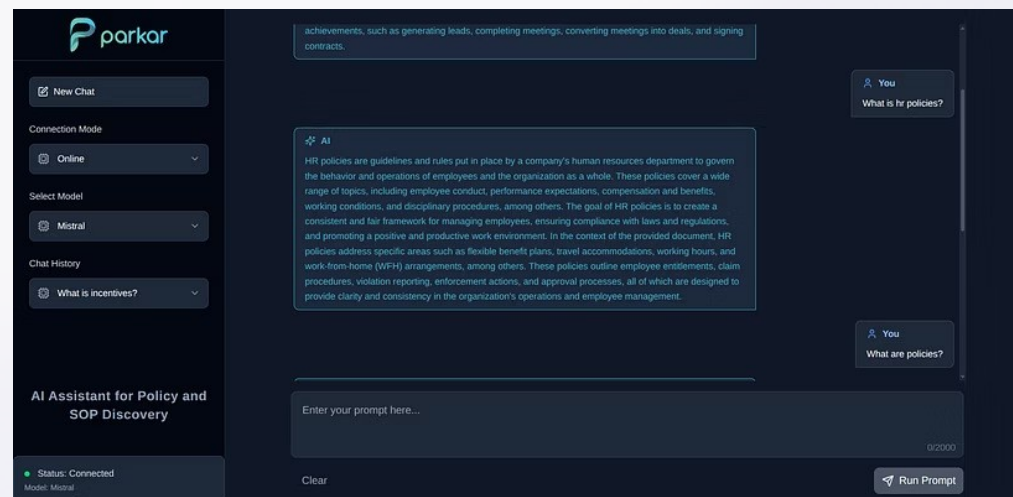 parkar
New Chat
Connection Mode
Online
Select Model
Mistral
Chat History
What is incentives?
AI Assistant for Policy and
SOP Discovery
Status: Connected
Model: Mistral
achievements, such as generating leads, completing meetings, converting meetings into deals, and signing
contracts.
You
What is hr policies?
AI
HR policies are guidelines and rules put in place by a company's human resources department to govern
the behavior and operations of employees and the organization as a whole. These policies cover a wide
range of topics, including employee conduct, performance expectations, compensation and benefits,
working conditions, and disciplinary procedures, among others. The goal of HR policies is to create a
consistent and fair framework for managing employees, ensuring compliance with laws and regulations,
and promoting a positive and productive work environment. In the context of the provided document, HR
policies address specific areas such as flexible benefit plans, travel accommodations, working hours, and
work-from-home (WFH) arrangements, among others. These policies outline employee entitlements, claim
procedures, violation reporting, enforcement actions, and approval processes, all of which are designed to
provide clarity and consistency in the organization's operations and employee management.
You
What are policies?
Enter your prompt here...
0/2000
Clear
Run Prompt